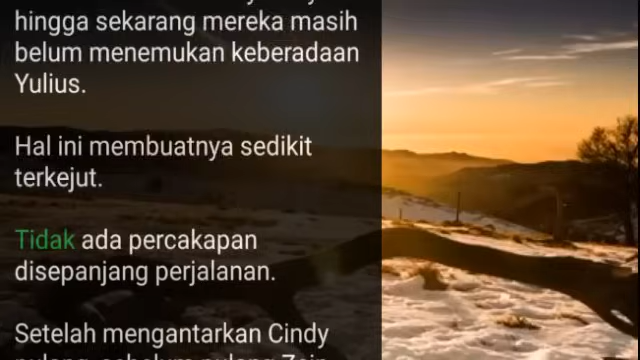 hingga sekarang mereka masih
belum menemukan keberadaan
Yulius.
Hal ini membuatnya sedikit
terkejut.
Tidak ada percakapan
disepanjang perjalanan.
Setelah mengantarkan Cindy